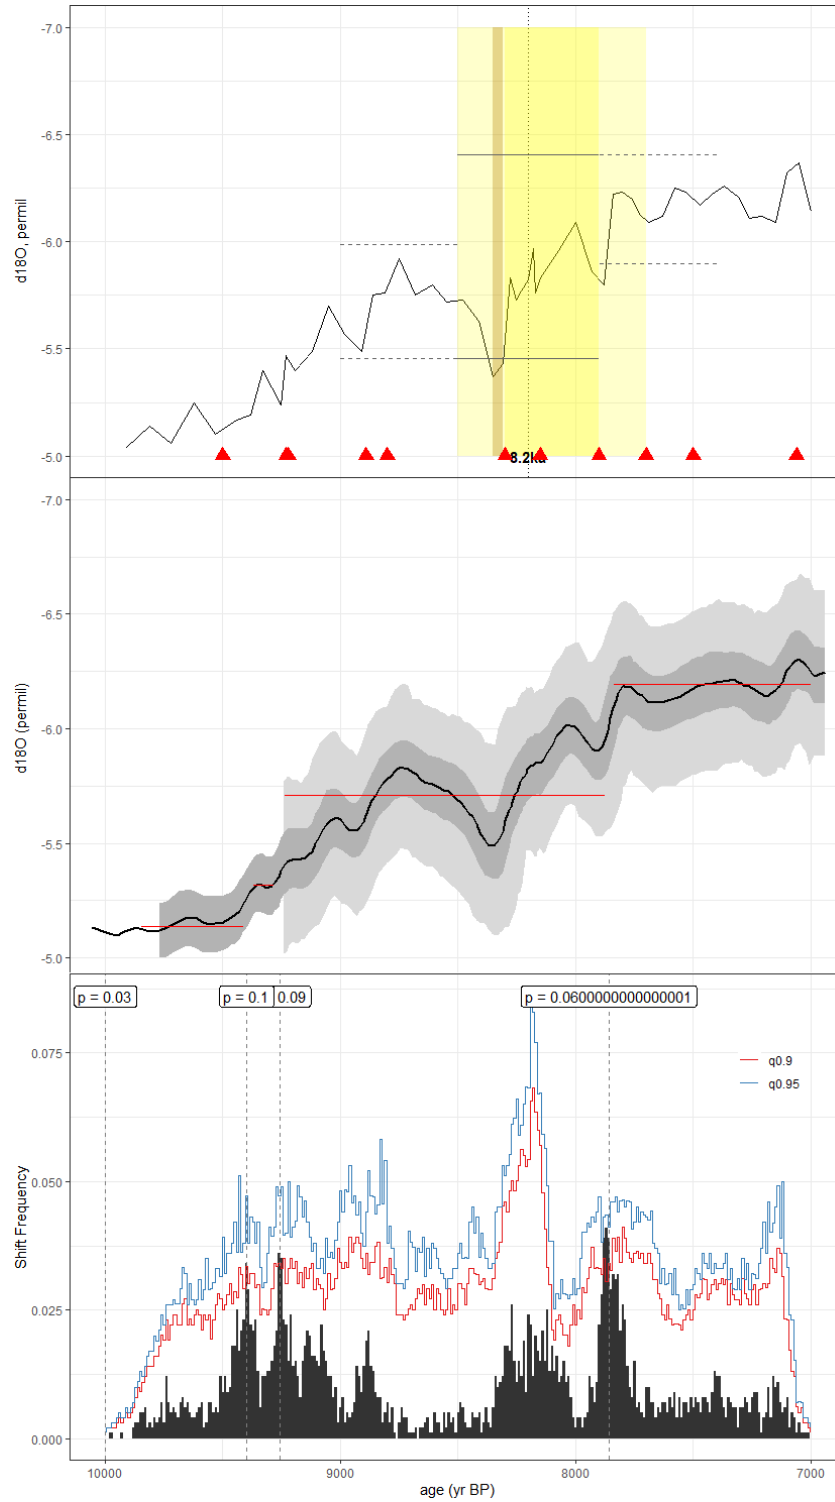 -7.0
-6.5
-6.0
-5.5
-5.0
d18O, permil
8.2ka
-7.0
-6.5
-6.0
-5.5
-5.0
d18O (permil)
p = 0.03
p = 0.1
0.09
p = 0.0600000000000001
0.075
0.050
0.025
0.000
Shift Frequency
q0.9
q0.95
10000 9000 8000 7000
age (yr BP)